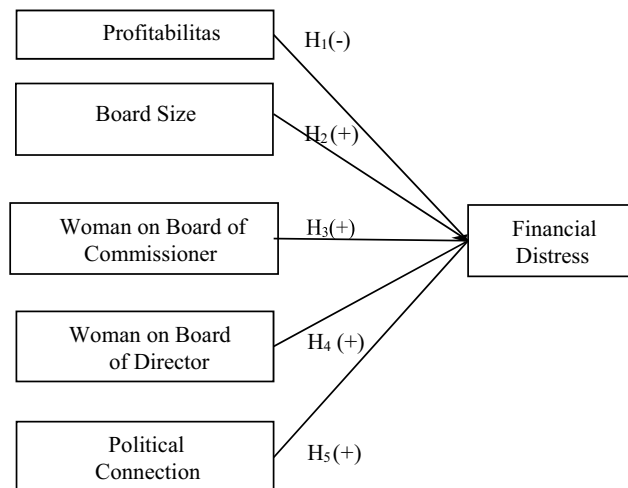 Profitabilitas
H₁(-)
Board Size
H₂(+)
Woman on Board of
Commissioner
H₃(+)
Financial
Distress
Woman on Board
of Director
H₄ (+)
Political
Connection
H₅(+)